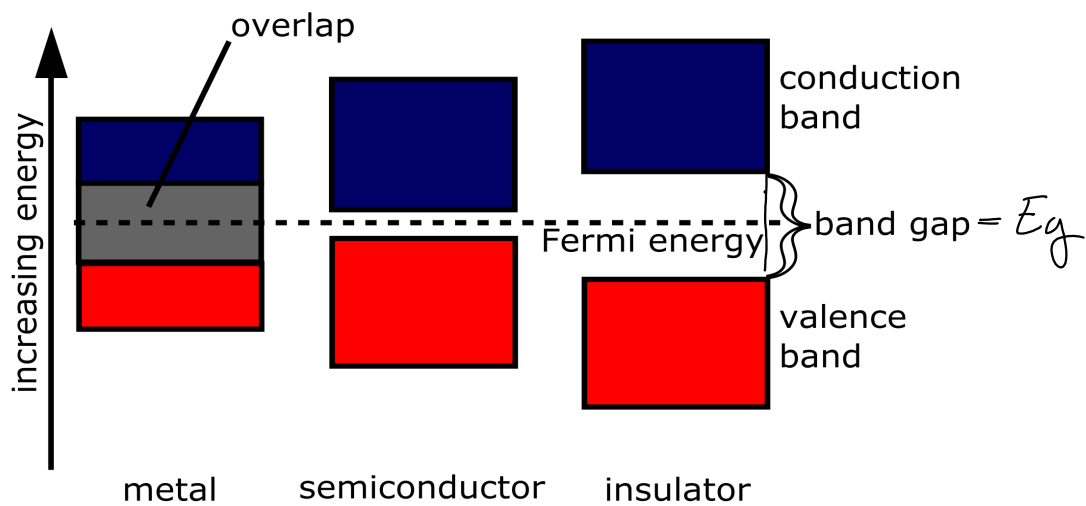 overlap
increasing energy
conduction
band
Fermi energy
band gap = Eg
valence
band
metal
semiconductor
insulator